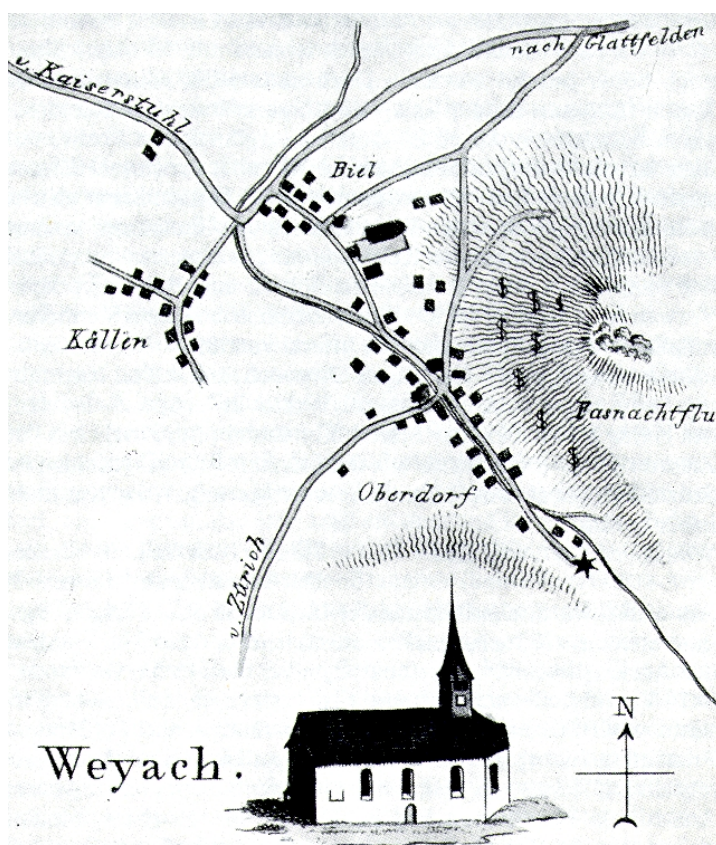 v. Kaiserstuhl
nach Glattfelden
Biel
Källen
Fasnachtflu
Oberdorf
v. Zürich
Weyach.
N